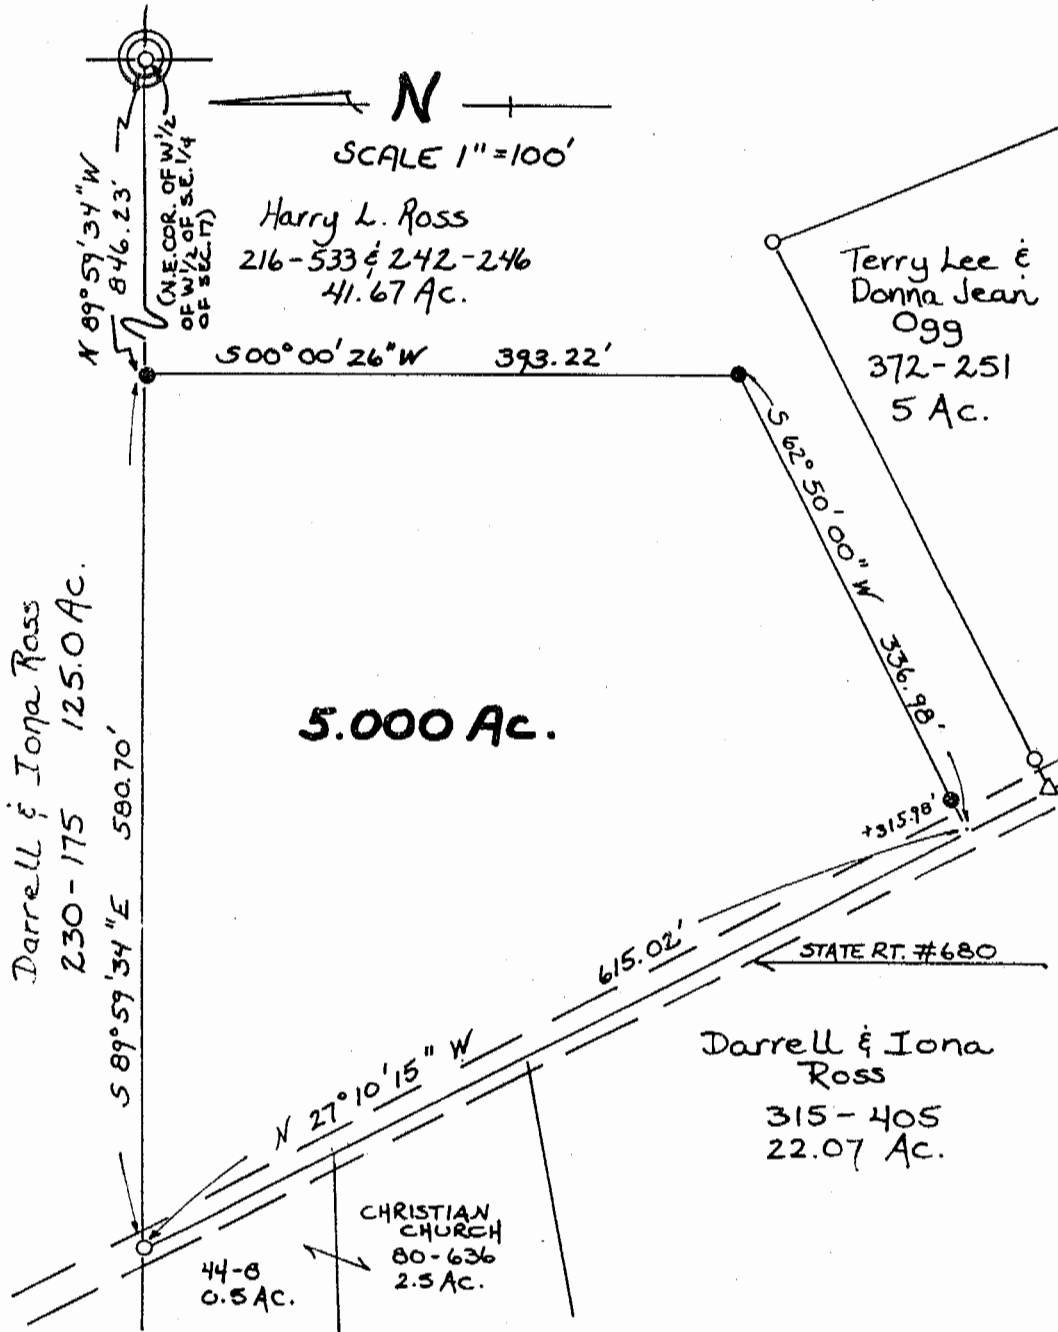 N
SCALE 1"=100'
N 89°59'34"W
846.23'
(N.E.COR. OF W1/2
OF W1/2 OF S.E. 1/4
OF SEC.17)
Harry L. Ross
216-533 & 242-246
41.67 Ac.
Terry Lee &
Donna Jean
Ogg
372-251
5 Ac.
S00°00'26"W 393.22'
S 62°50'00"W 336.98'
Darrell & Iona Ross
230-175 125.0 Ac.
S 89°59'34"E 580.70'
5.000 Ac.
+315.98'
615.02'
N 27°10'15" W
STATE RT. #680
Darrell & Iona
Ross
315-405
22.07 Ac.
CHRISTIAN
CHURCH
80-636
2.5 Ac.
44-8
0.5 AC.